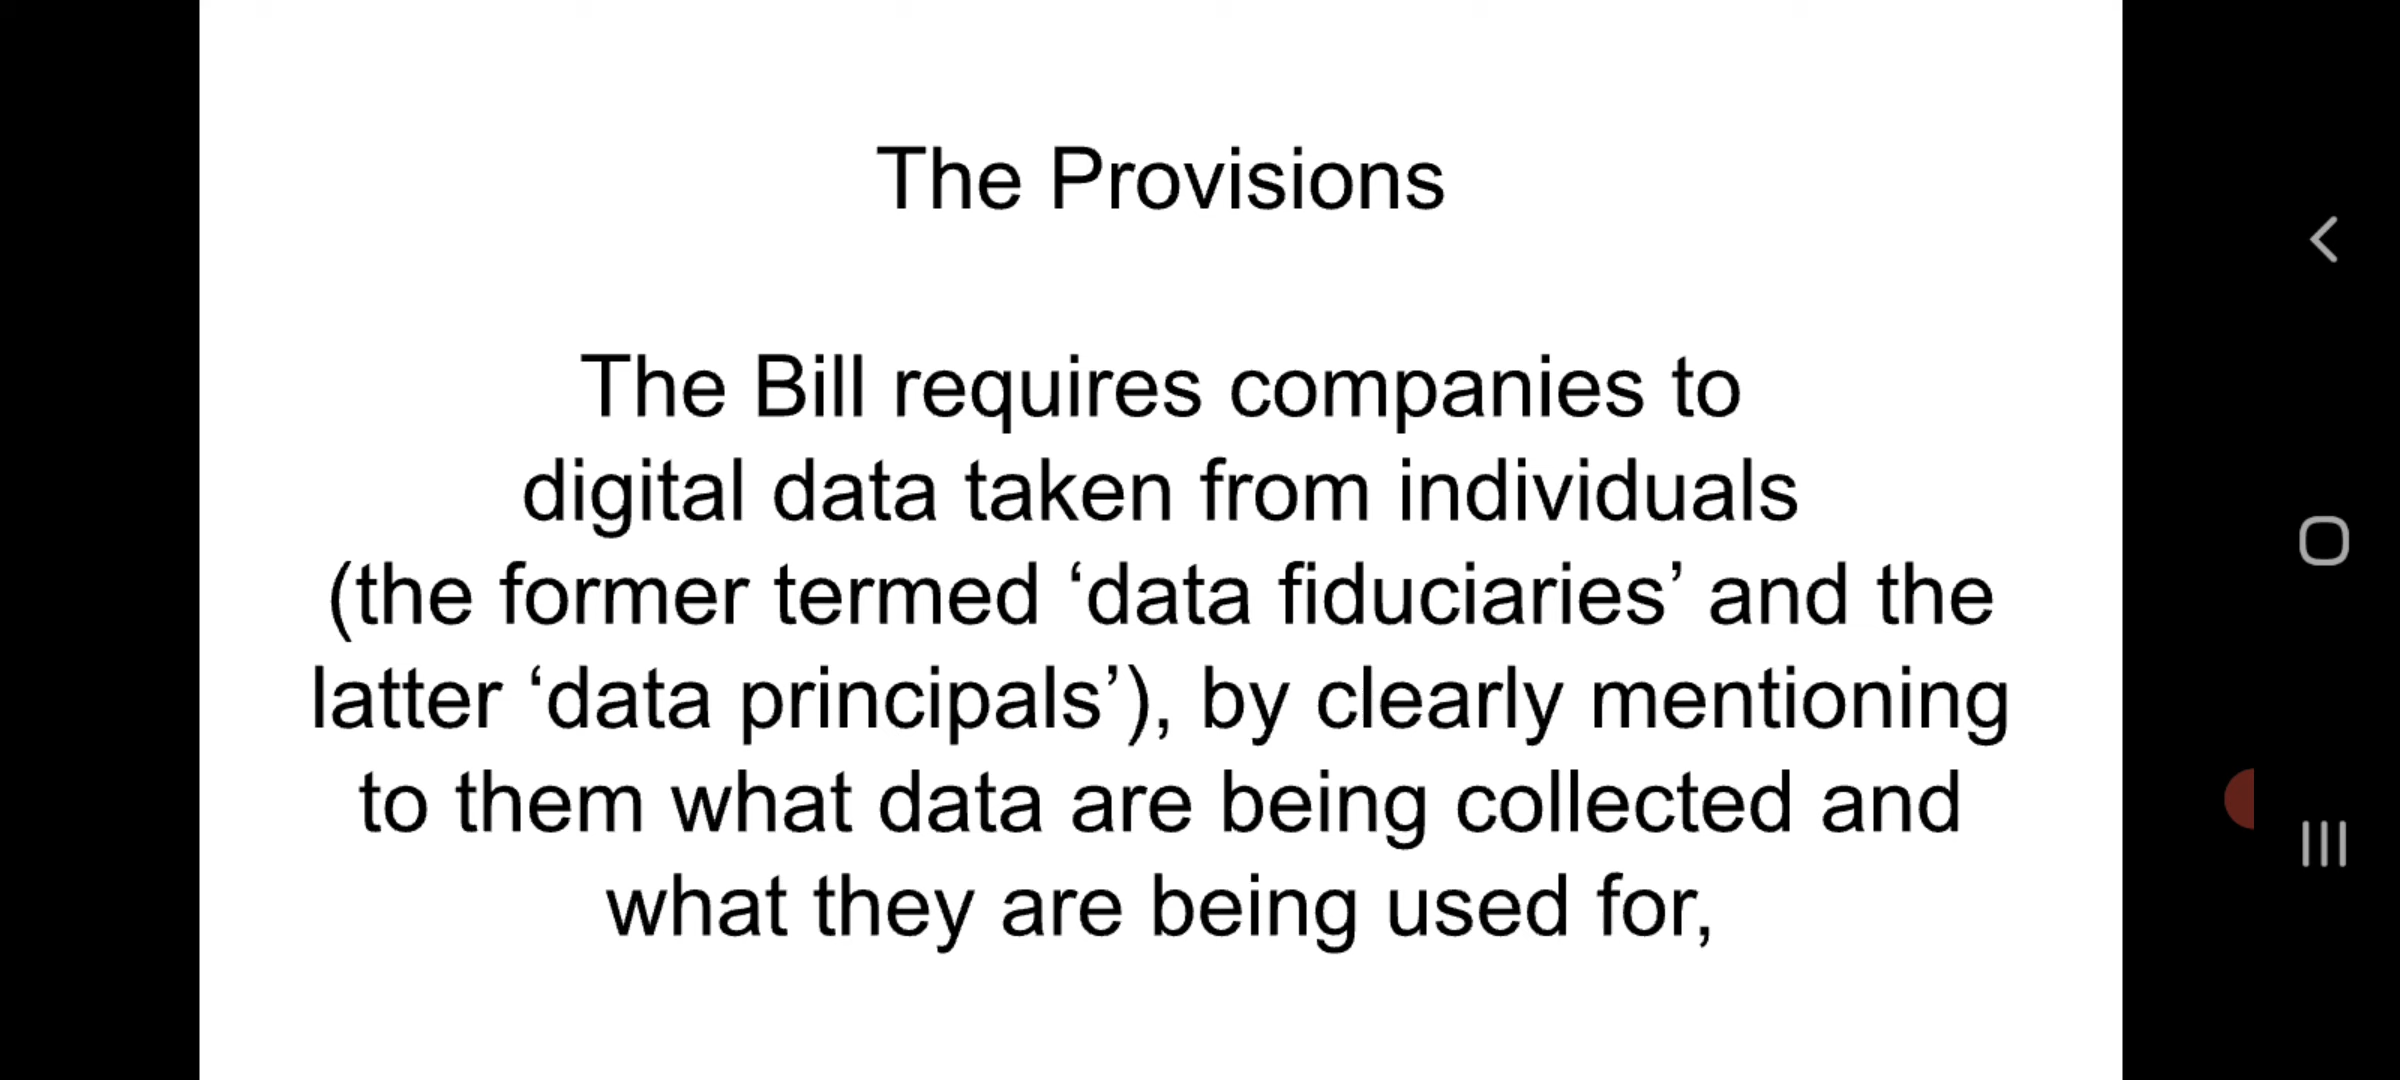 The Provisions
The Bill requires companies to
digital data taken from individuals
(the former termed ‘data fiduciaries’ and the
latter ‘data principals’), by clearly mentioning
to them what data are being collected and
what they are being used for,